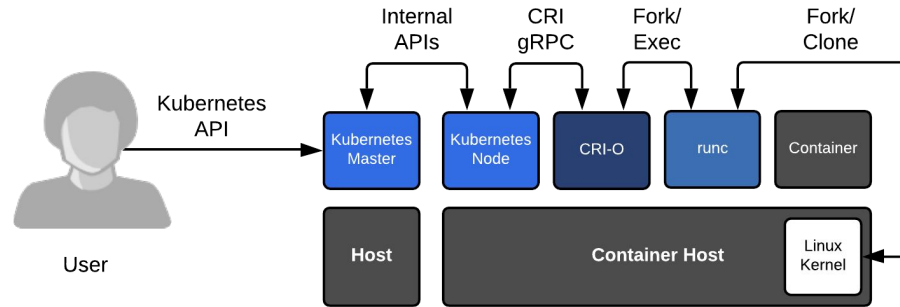 Internal
APIs
CRI
gRPC
Fork/
Exec
Fork/
Clone
Kubernetes
API
Kubernetes
Master
Kubernetes
Node
CRI-O
runc
Container
User
Host
Container Host
Linux
Kernel